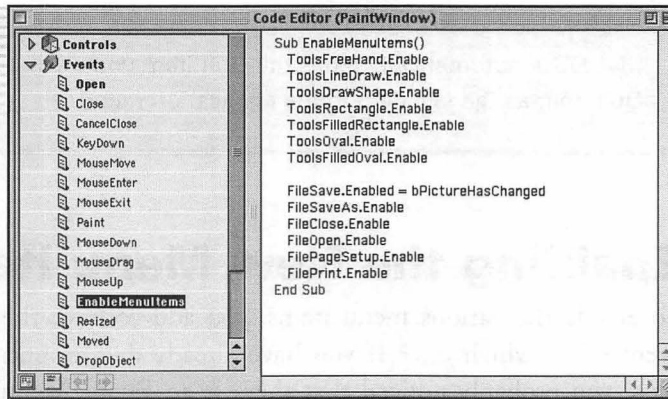 Code Editor (PaintWindow)
Controls
Events
Open
Close
CancelClose
KeyDown
MouseMove
MouseEnter
MouseExit
Paint
MouseDown
MouseDrag
MouseUp
EnableMenuItems
Resized
Moved
DropObject
Sub EnableMenuItems()
ToolsFreeHand.Enable
ToolsLineDraw.Enable
ToolsDrawShape.Enable
ToolsRectangle.Enable
ToolsFilledRectangle.Enable
ToolsOval.Enable
ToolsFilledOval.Enable
FileSave.Enabled = bPictureHasChanged
FileSaveAs.Enable
FileClose.Enable
FileOpen.Enable
FilePageSetup.Enable
FilePrint.Enable
End Sub